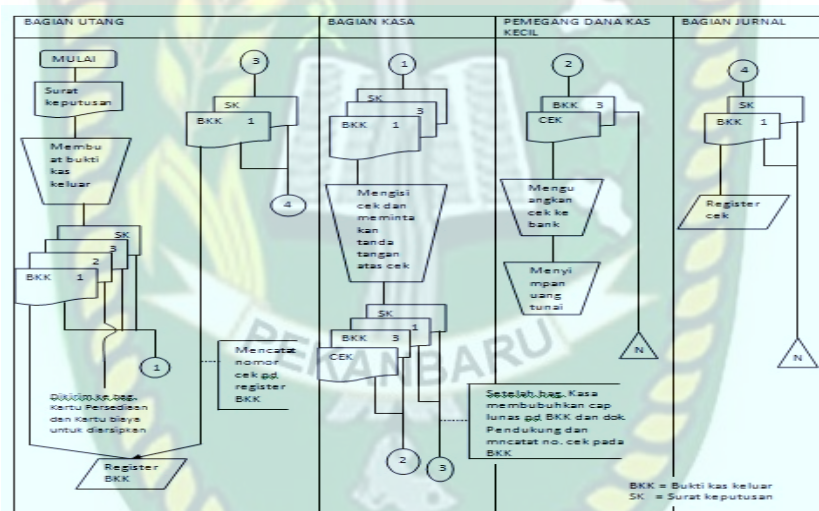 BAGIAN UTANG
BAGIAN KASA
PEMEGANG DANA KAS
KECIL
BAGIAN JURNAL
MULAI
Surat
keputusan
Membu
at bukti
kas
keluar
SK
3
2
BKK 1
1
Dikirim ke bag.
Kartu Persediaan
dan Kartu biaya
untuk diarsipkan
Register
BKK
3
SK
BKK 1
4
Mencatat
nomor
cek pd
register
BKK
1
SK
3
BKK 1
Mengisi
cek dan
meminta
kan
tanda
tangan
atas cek
SK
1
BKK 3
CEK
2
3
Setelah bag. Kasa
membubuhkan cap
lunas pd BKK dan dok.
Pendukung dan
mncatat no. cek pada
BKK
2
BKK 3
CEK
Mengu
angkan
cek ke
bank
Menyi
mpan
uang
tunai
N
4
SK
BKK 1
Register
cek
N
BKK = Bukti kas keluar
SK = Surat keputusan
PEKANBARU